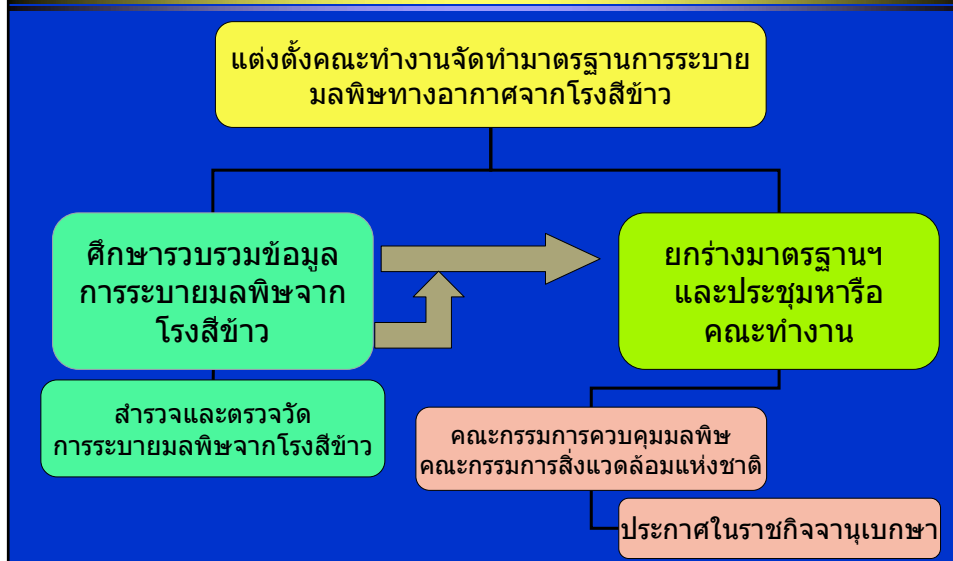 แต่งตั้งคณะทำงานจัดทำมาตรฐานการระบาย
มลพิษทางอากาศจากโรงสีข้าว
ศึกษารวบรวมข้อมูล
การระบายมลพิษจาก
โรงสีข้าว
สำรวจและตรวจวัด
การระบายมลพิษจากโรงสีข้าว
ยกร่างมาตรฐานฯ
และประชุมหารือ
คณะทำงาน
คณะกรรมการควบคุมมลพิษ
คณะกรรมการสิ่งแวดล้อมแห่งชาติ
ประกาศในราชกิจจานุเบกษา